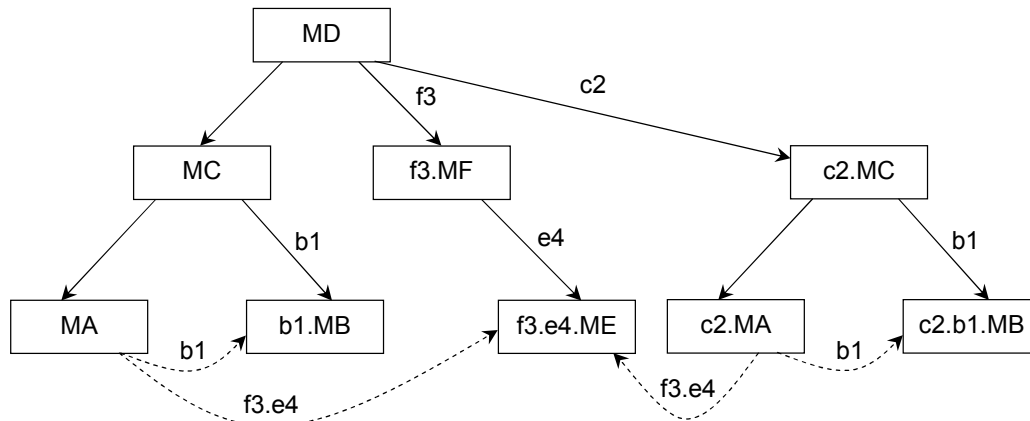 MD
f3
c2
MC
f3.MF
c2.MC
b1
e4
b1
MA
b1.MB
f3.e4.ME
c2.MA
c2.b1.MB
b1
b1
f3.e4
f3.e4